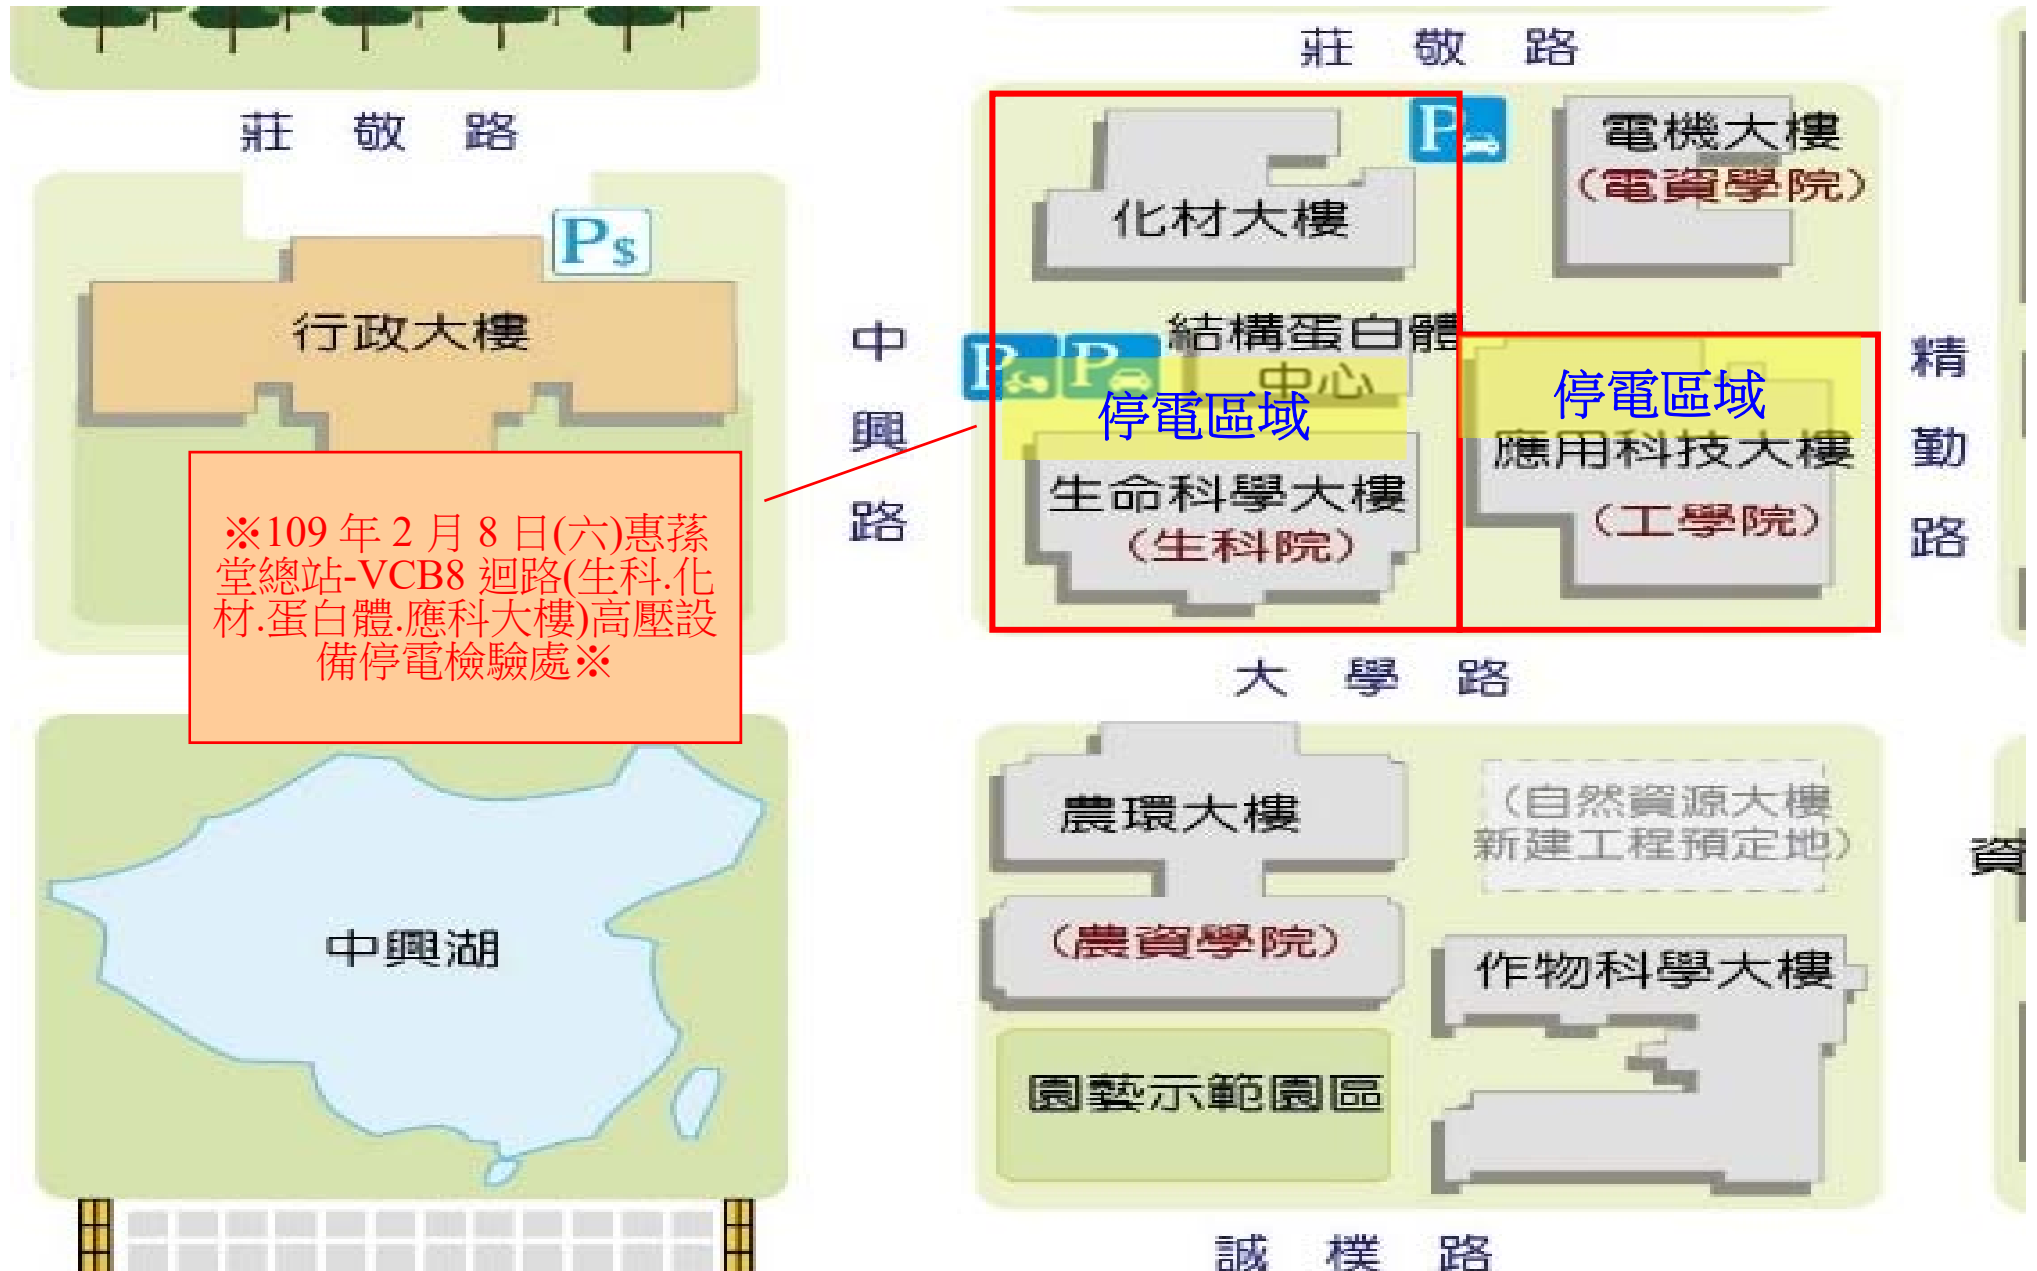 莊 敬 路
莊 敬 路
P$
行政大樓
中興路
化材大樓
P
電機大樓
(電資學院)
結構蛋白體
中心
P
P
停電區域
停電區域
生命科學大樓
(生科院)
應用科技大樓
(工學院)
精勤路
※109 年 2 月 8 日(六)惠蓀
堂總站-VCB8 迴路(生科.化
材.蛋白體.應科大樓)高壓設
備停電檢驗處※
大 學 路
中興湖
農環大樓
(農資學院)
(自然資源大樓
新建工程預定地)
資
作物科學大樓
園藝示範園區
誠 樸 路